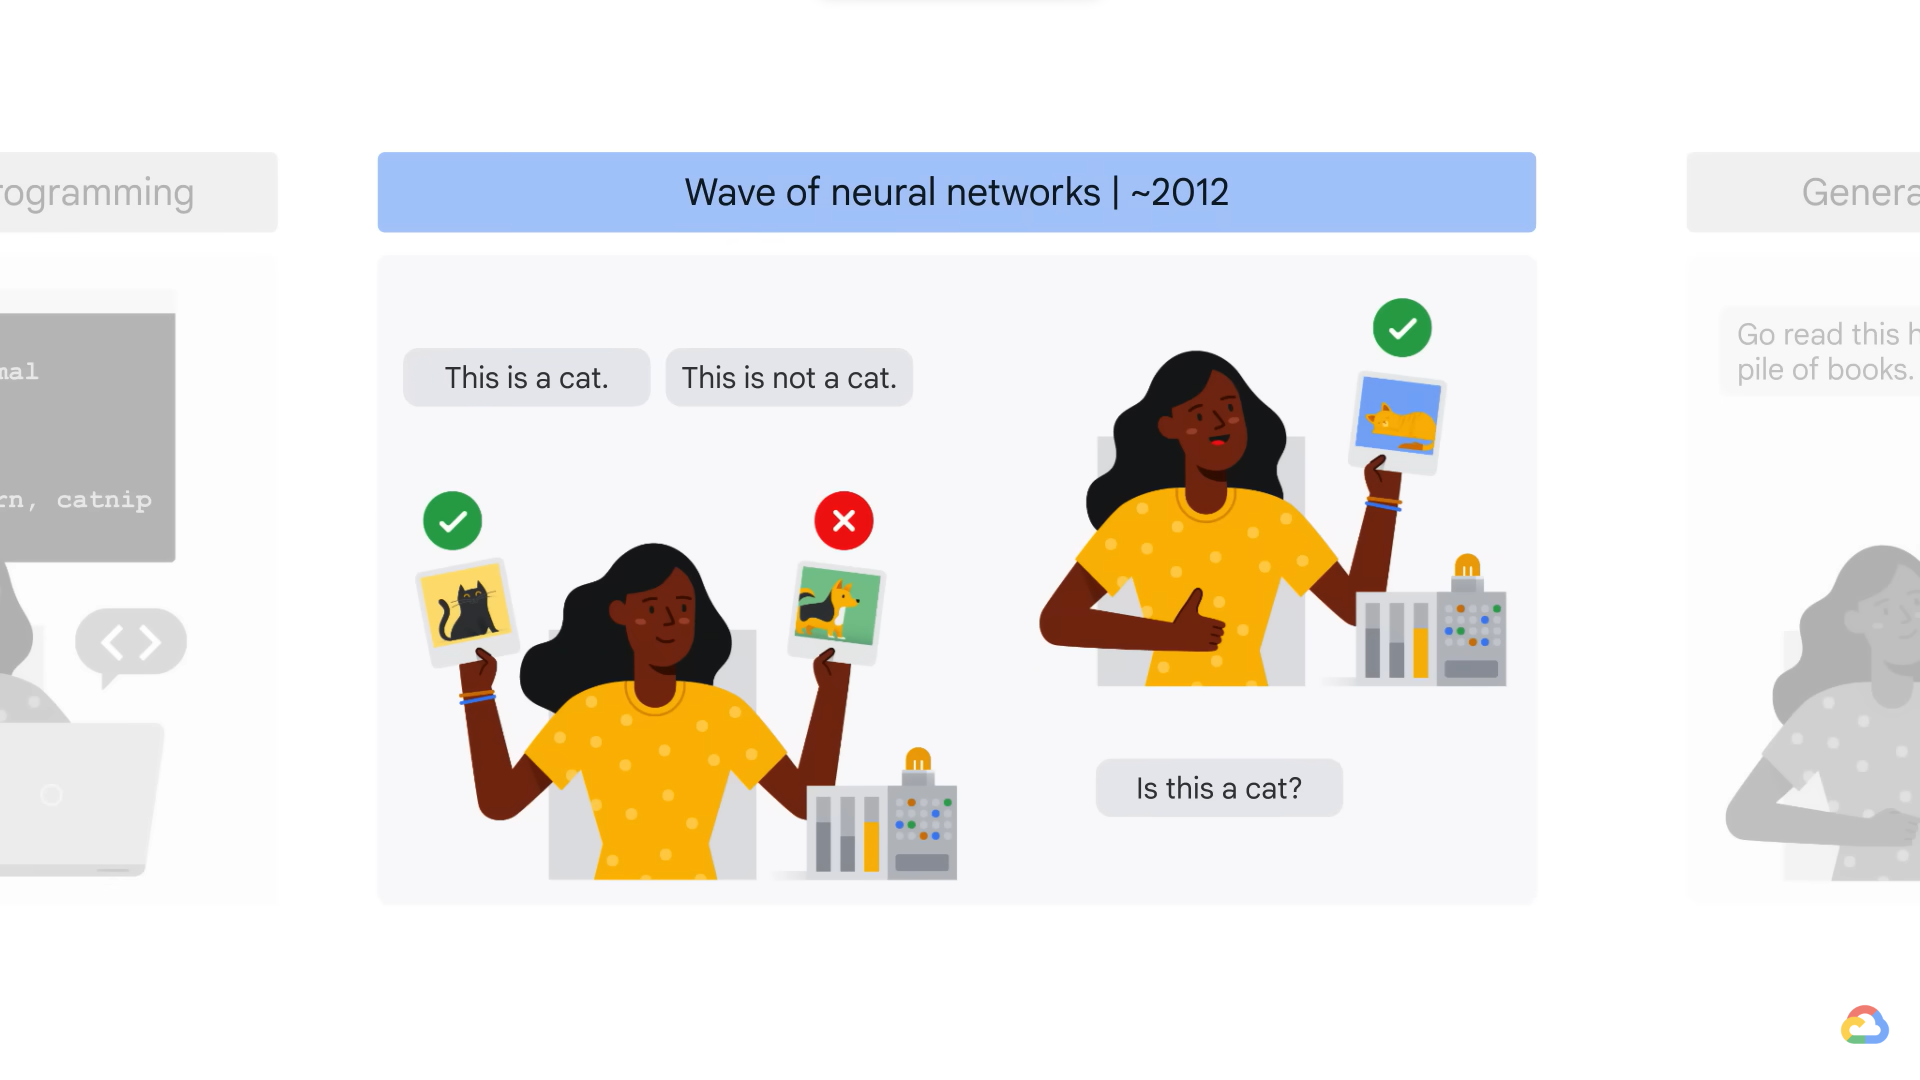 rogramming
Wave of neural networks | ~2012
Genera
mal
rn, catnip
This is a cat.
This is not a cat.
Is this a cat?
Go read this h
pile of books.